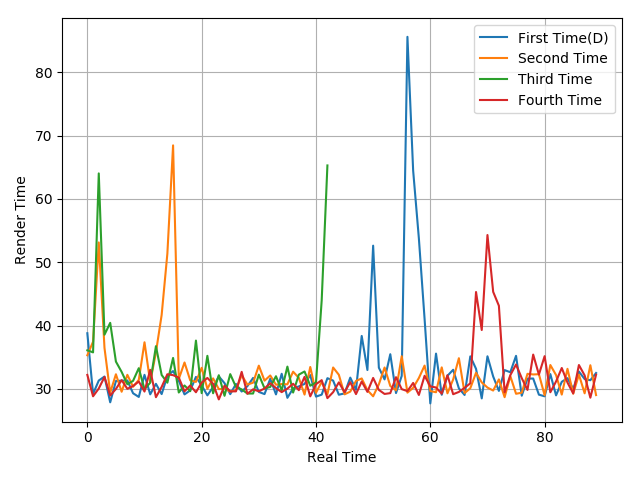 First Time(D)
Second Time
Third Time
Fourth Time
Render Time
80
70
60
50
40
30
0 20 40 60 80
Real Time